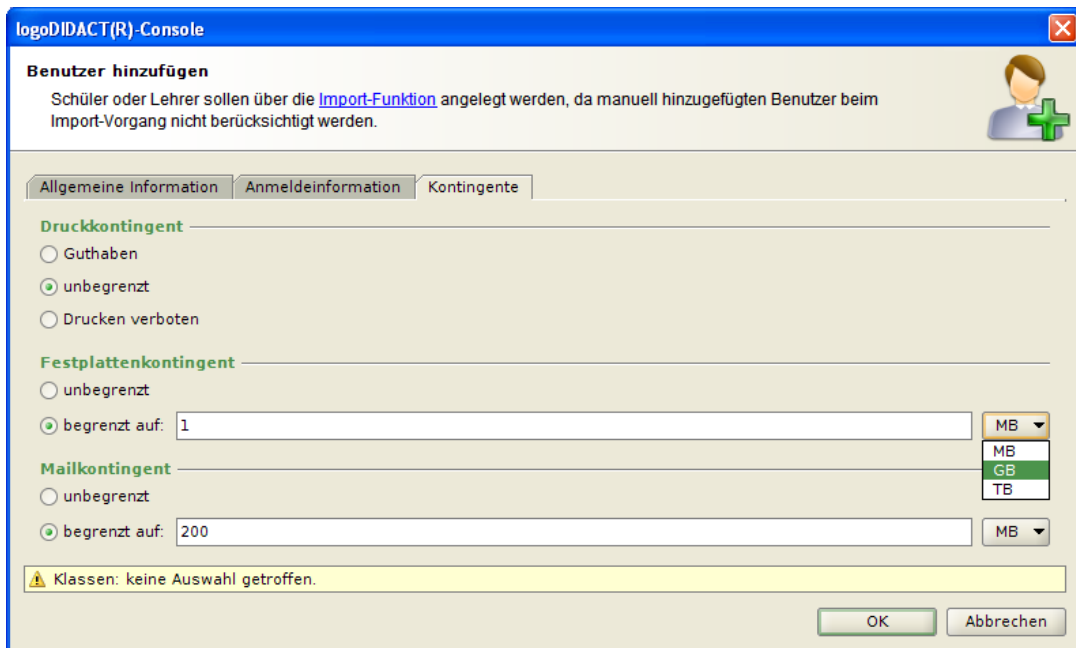 logoDIDACT(R)-Console
Benutzer hinzufügen
Schüler oder Lehrer sollen über die Import-Funktion angelegt werden, da manuell hinzugefügten Benutzer beim
Import-Vorgang nicht berücksichtigt werden.
Allgemeine Information Anmeldeinformation Kontingente
Druckkontingent
Guthaben
unbegrenzt
Drucken verboten
Festplattenkontingent
unbegrenzt
begrenzt auf: 1 MB
MB
GB
TB
Mailkontingent
unbegrenzt
begrenzt auf: 200 MB
Klassen: keine Auswahl getroffen.
OK Abbrechen